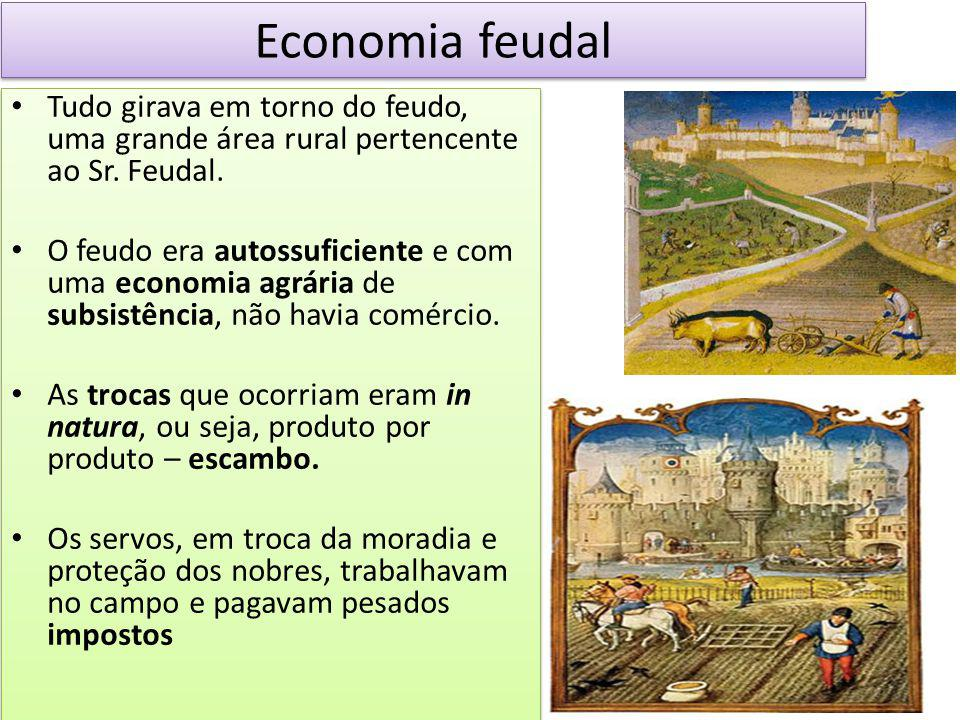 Economia feudal
• Tudo girava em torno do feudo,
uma grande área rural pertencente
ao Sr. Feudal.
• O feudo era autossuficiente e com
uma economia agrária de
subsistência, não havia comércio.
• As trocas que ocorriam eram in
natura, ou seja, produto por
produto – escambo.
• Os servos, em troca da moradia e
proteção dos nobres, trabalhavam
no campo e pagavam pesados
impostos